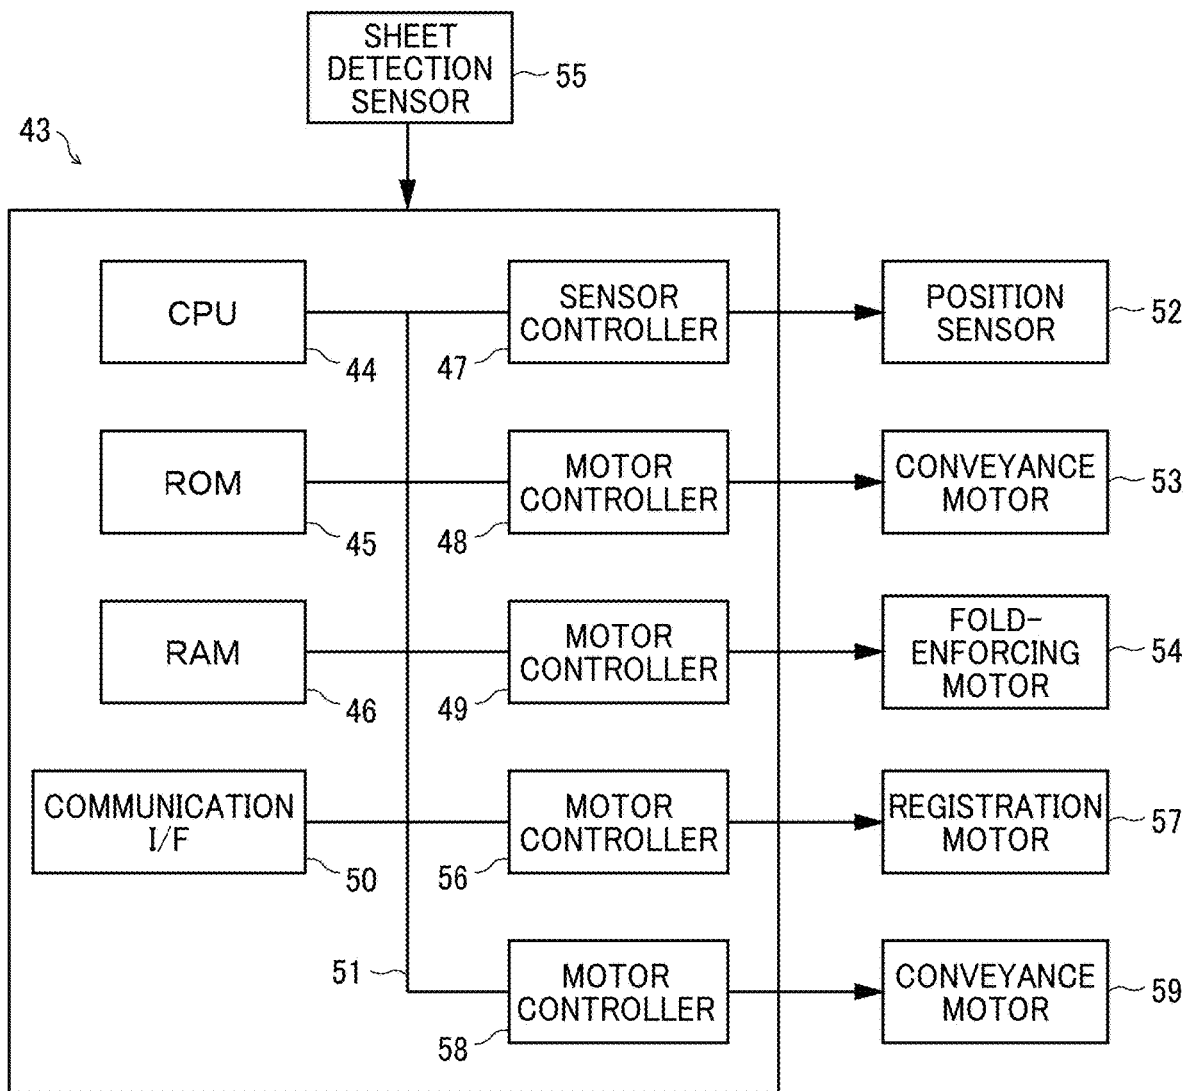 SHEET
DETECTION
SENSOR
55
43
CPU
44
SENSOR
CONTROLLER
47
POSITION
SENSOR
52
ROM
45
MOTOR
CONTROLLER
48
CONVEYANCE
MOTOR
53
RAM
46
MOTOR
CONTROLLER
49
FOLD-
ENFORCING
MOTOR
54
COMMUNICATION
I/F
50
MOTOR
CONTROLLER
56
REGISTRATION
MOTOR
57
51
MOTOR
CONTROLLER
58
CONVEYANCE
MOTOR
59